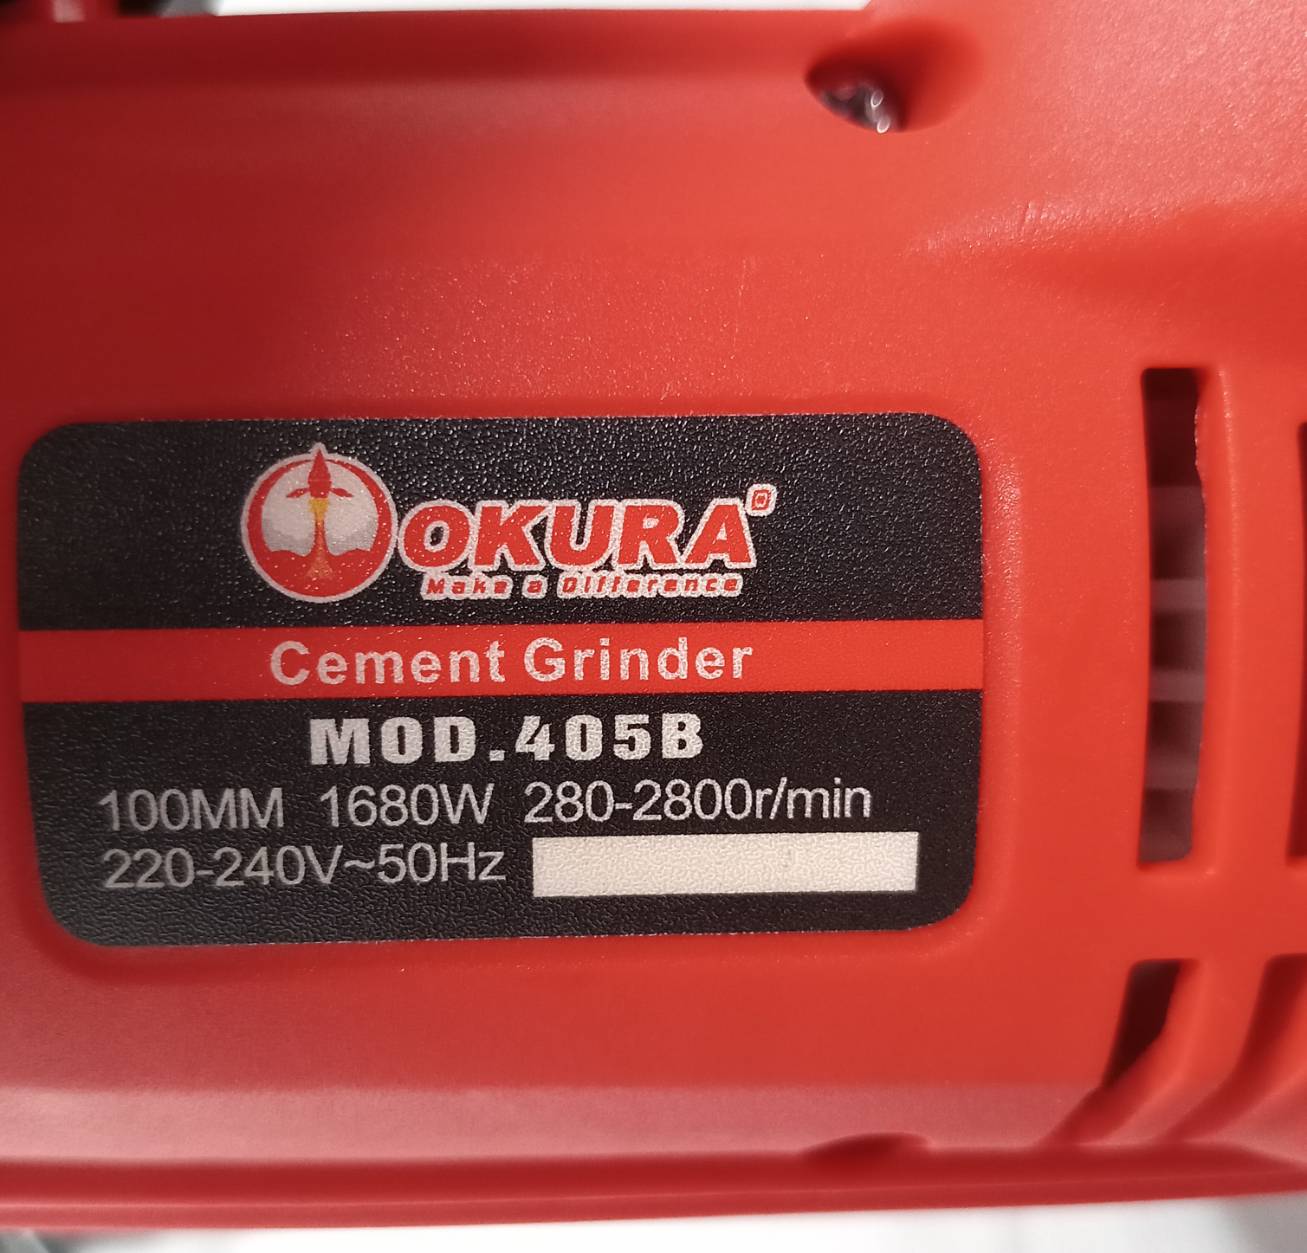 OKURA
Make a Difference
Cement Grinder
MOD.405B
100MM 1680W 280-2800r/min
220-240V~50Hz